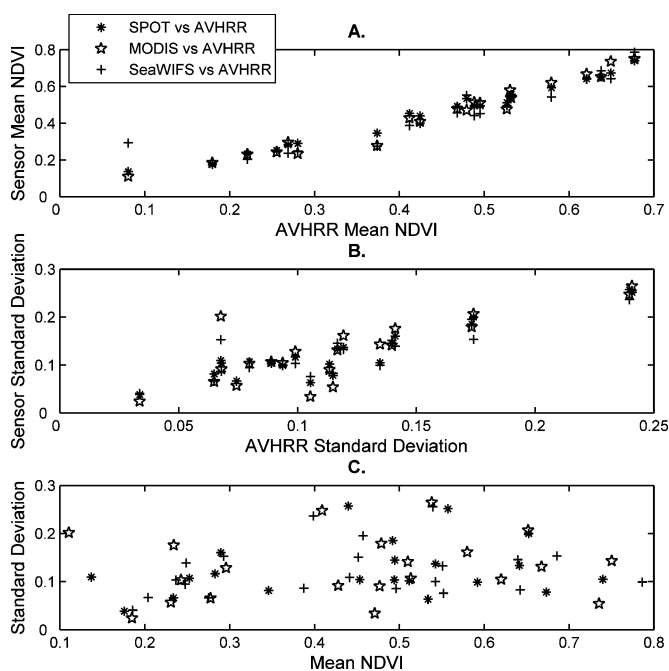 A.
SPOT vs AVHRR
MODIS vs AVHRR
SeaWIFS vs AVHRR
Sensor Mean NDVI
0.8
0.6
0.4
0.2
0
0 0.1 0.2 0.3 0.4 0.5 0.6 0.7
AVHRR Mean NDVI
B.
Sensor Standard Deviation
0.3
0.2
0.1
0
0 0.05 0.1 0.15 0.2 0.25
AVHRR Standard Deviation
C.
Standard Deviation
0.3
0.2
0.1
0
0.1 0.2 0.3 0.4 0.5 0.6 0.7 0.8
Mean NDVI